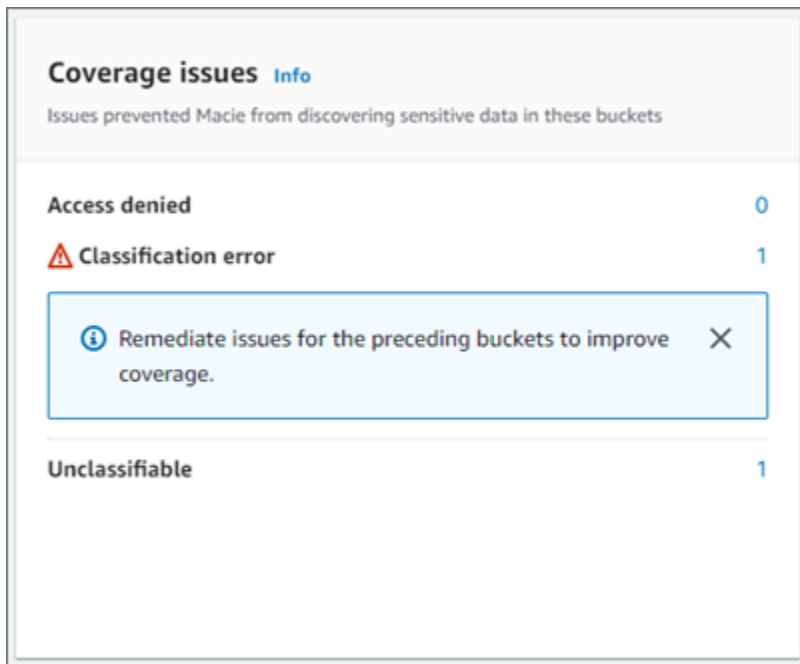 Coverage issues Info
Issues prevented Macie from discovering sensitive data in these buckets
Access denied 0
Classification error 1
Remediate issues for the preceding buckets to improve
coverage.
Unclassifiable 1